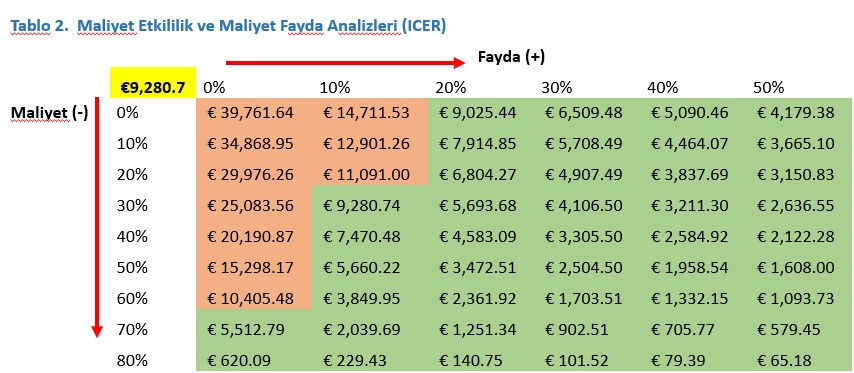 Tablo 2. Maliyet Etkililik ve Maliyet Fayda Analizleri (ICER)
Fayda (+)
€9,280.7 0% 10% 20% 30% 40% 50%
Maliyet (-) 0% € 39,761.64 € 14,711.53 € 9,025.44 € 6,509.48 € 5,090.46 € 4,179.38
10% € 34,868.95 € 12,901.26 € 7,914.85 € 5,708.49 € 4,464.07 € 3,665.10
20% € 29,976.26 € 11,091.00 € 6,804.27 € 4,907.49 € 3,837.69 € 3,150.83
30% € 25,083.56 € 9,280.74 € 5,693.68 € 4,106.50 € 3,211.30 € 2,636.55
40% € 20,190.87 € 7,470.48 € 4,583.09 € 3,305.50 € 2,584.92 € 2,122.28
50% € 15,298.17 € 5,660.22 € 3,472.51 € 2,504.50 € 1,958.54 € 1,608.00
60% € 10,405.48 € 3,849.95 € 2,361.92 € 1,703.51 € 1,332.15 € 1,093.73
70% € 5,512.79 € 2,039.69 € 1,251.34 € 902.51 € 705.77 € 579.45
80% € 620.09 € 229.43 € 140.75 € 101.52 € 79.39 € 65.18